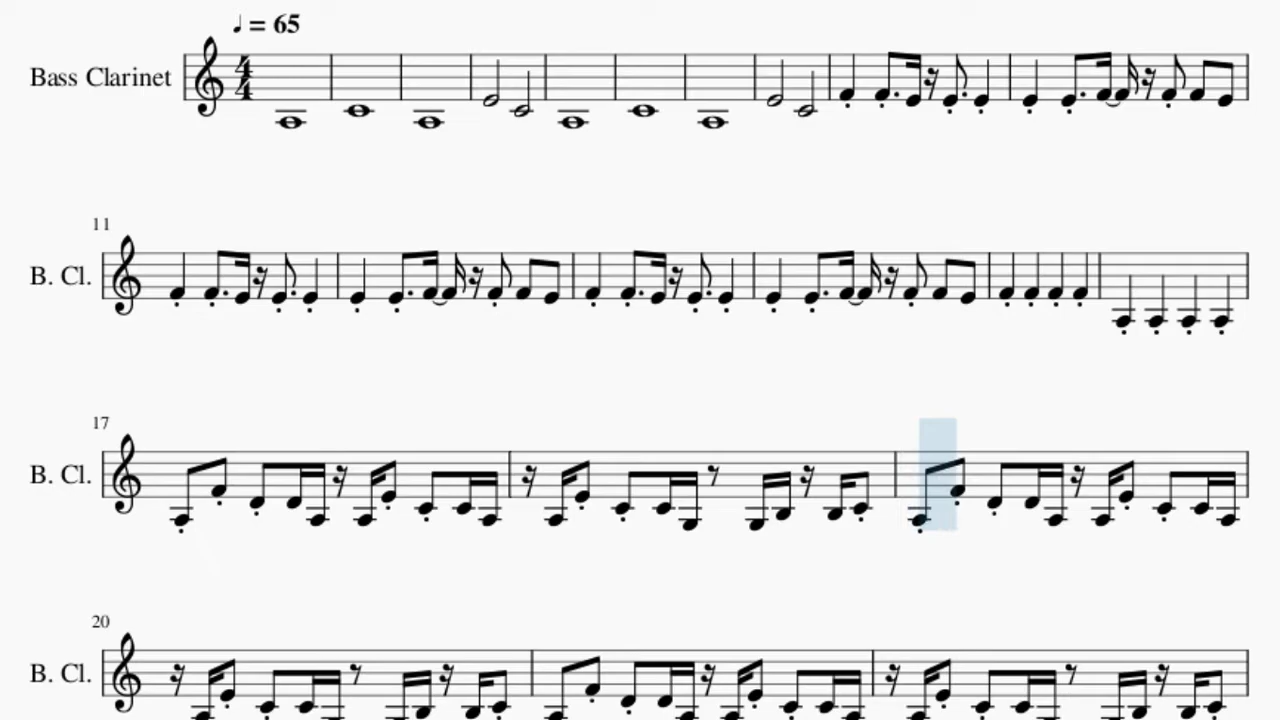 ♩ = 65
Bass Clarinet
4/4
11
B. Cl.
17
B. Cl.
20
B. Cl.